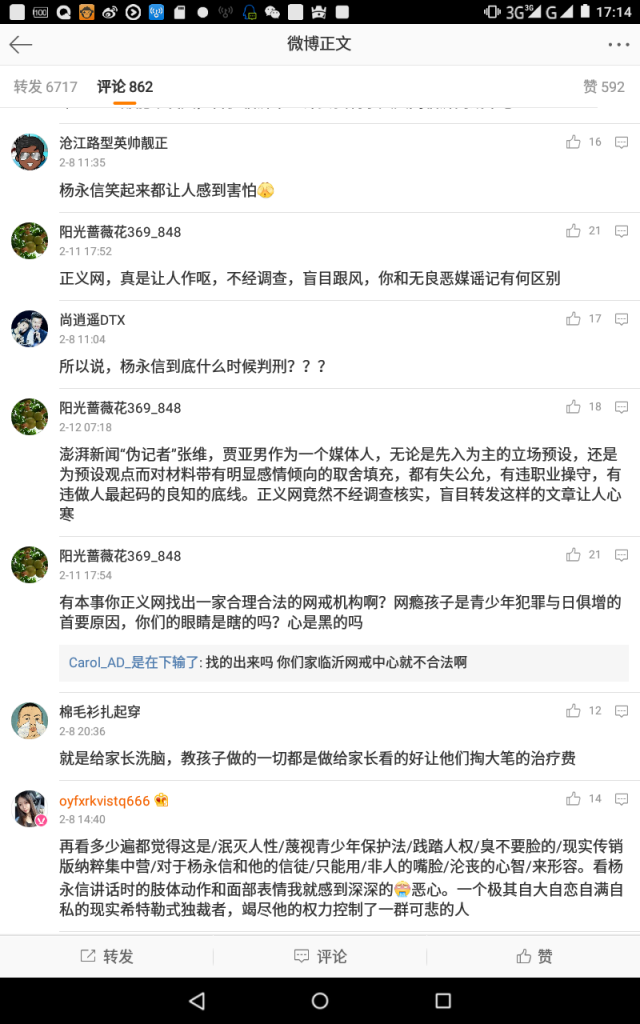 100
3G
3G
G
17:14
微博正文
转发 6717
评论 862
赞 592
沧江路型英帅靓正
16
2-8 11:35
杨永信笑起来都让人感到害怕
阳光蔷薇花369_848
21
2-11 17:52
正义网，真是让人作呕，不经调查，盲目跟风，你和无良恶媒谣记有何区别
尚逍遥DTX
17
2-8 11:04
所以说，杨永信到底什么时候判刑？？？
阳光蔷薇花369_848
18
2-12 07:18
澎湃新闻“伪记者”张维，贾亚男作为一个媒体人，无论是先入为主的立场预设，还是
为预设观点而对材料带有明显感情倾向的取舍填充，都有失公允，有违职业操守，有
违做人最起码的良知的底线。正义网竟然不经调查核实，盲目转发这样的文章让人心
寒
阳光蔷薇花369_848
21
2-11 17:54
有本事你正义网找出一家合理合法的网戒机构啊？网瘾孩子是青少年犯罪与日俱增的
首要原因，你们的眼睛是瞎的吗？心是黑的吗
Carol_AD_是在下输了: 找的出来吗 你们家临沂网戒中心就不合法啊
棉毛衫扎起穿
12
2-8 20:36
就是给家长洗脑，教孩子做的一切都是做给家长看的好让他们掏大笔的治疗费
oyfxrkvistq666
14
2-8 14:40
再看多少遍都觉得这是/泯灭人性/蔑视青少年保护法/践踏人权/臭不要脸的/现实传销
版纳粹集中营/对于杨永信和他的信徒/只能用/非人的嘴脸/沦丧的心智/来形容。看杨
永信讲话时的肢体动作和面部表情我就感到深深的恶心。一个极其自大自恋自满自
私的现实希特勒式独裁者，竭尽他的权力控制了一群可悲的人
转发
评论
赞